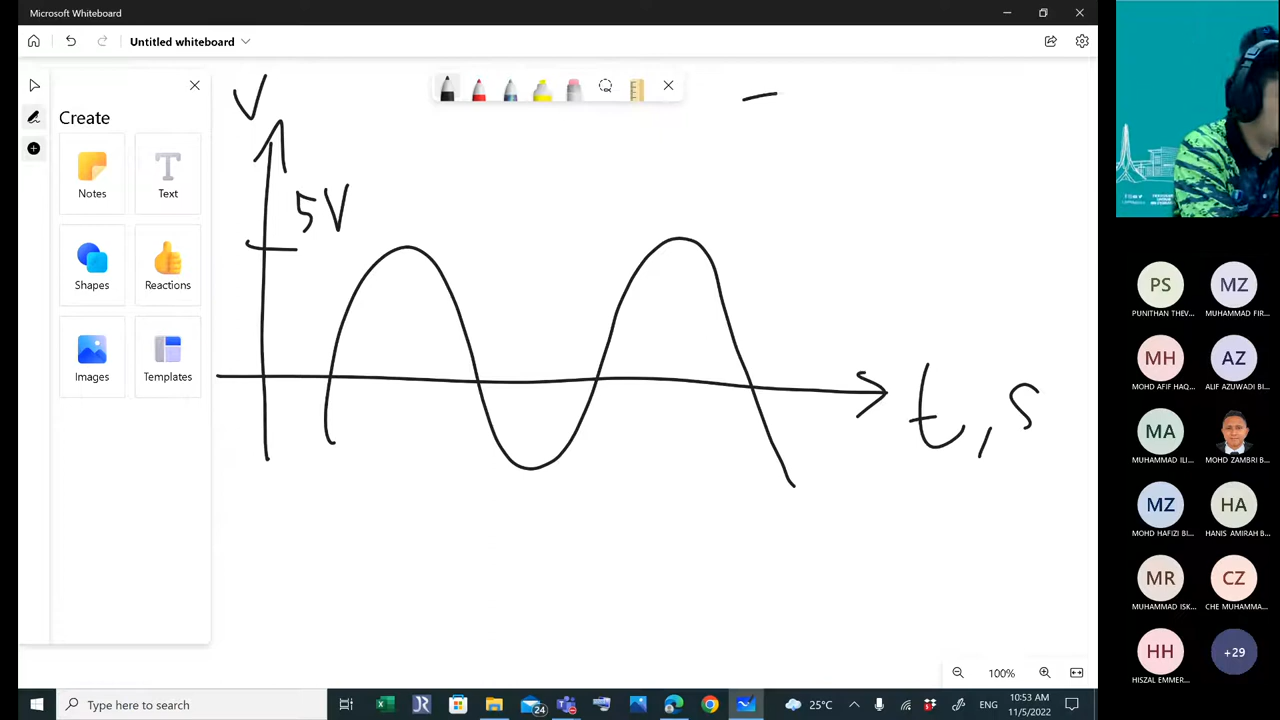 Microsoft Whiteboard
Untitled whiteboard
Create
Notes
Text
Shapes
Reactions
Images
Templates
V
5V
t, s
100%
PS
PUNITHAN THEV...
MZ
MUHAMMAD FIR...
MH
MOHD AFIF HAQ...
AZ
ALIF AZUWADI BI...
MA
MUHAMMAD ILI...
MOHD ZAMBRI B...
MZ
MOHD HAFIZI BI...
HA
HANIS AMIRAH B...
MR
MUHAMMAD ISK...
CZ
CHE MUHAMMA...
HH
HISZAL EMMER...
+29
Type here to search
24
25°C
ENG
10:53 AM
11/5/2022